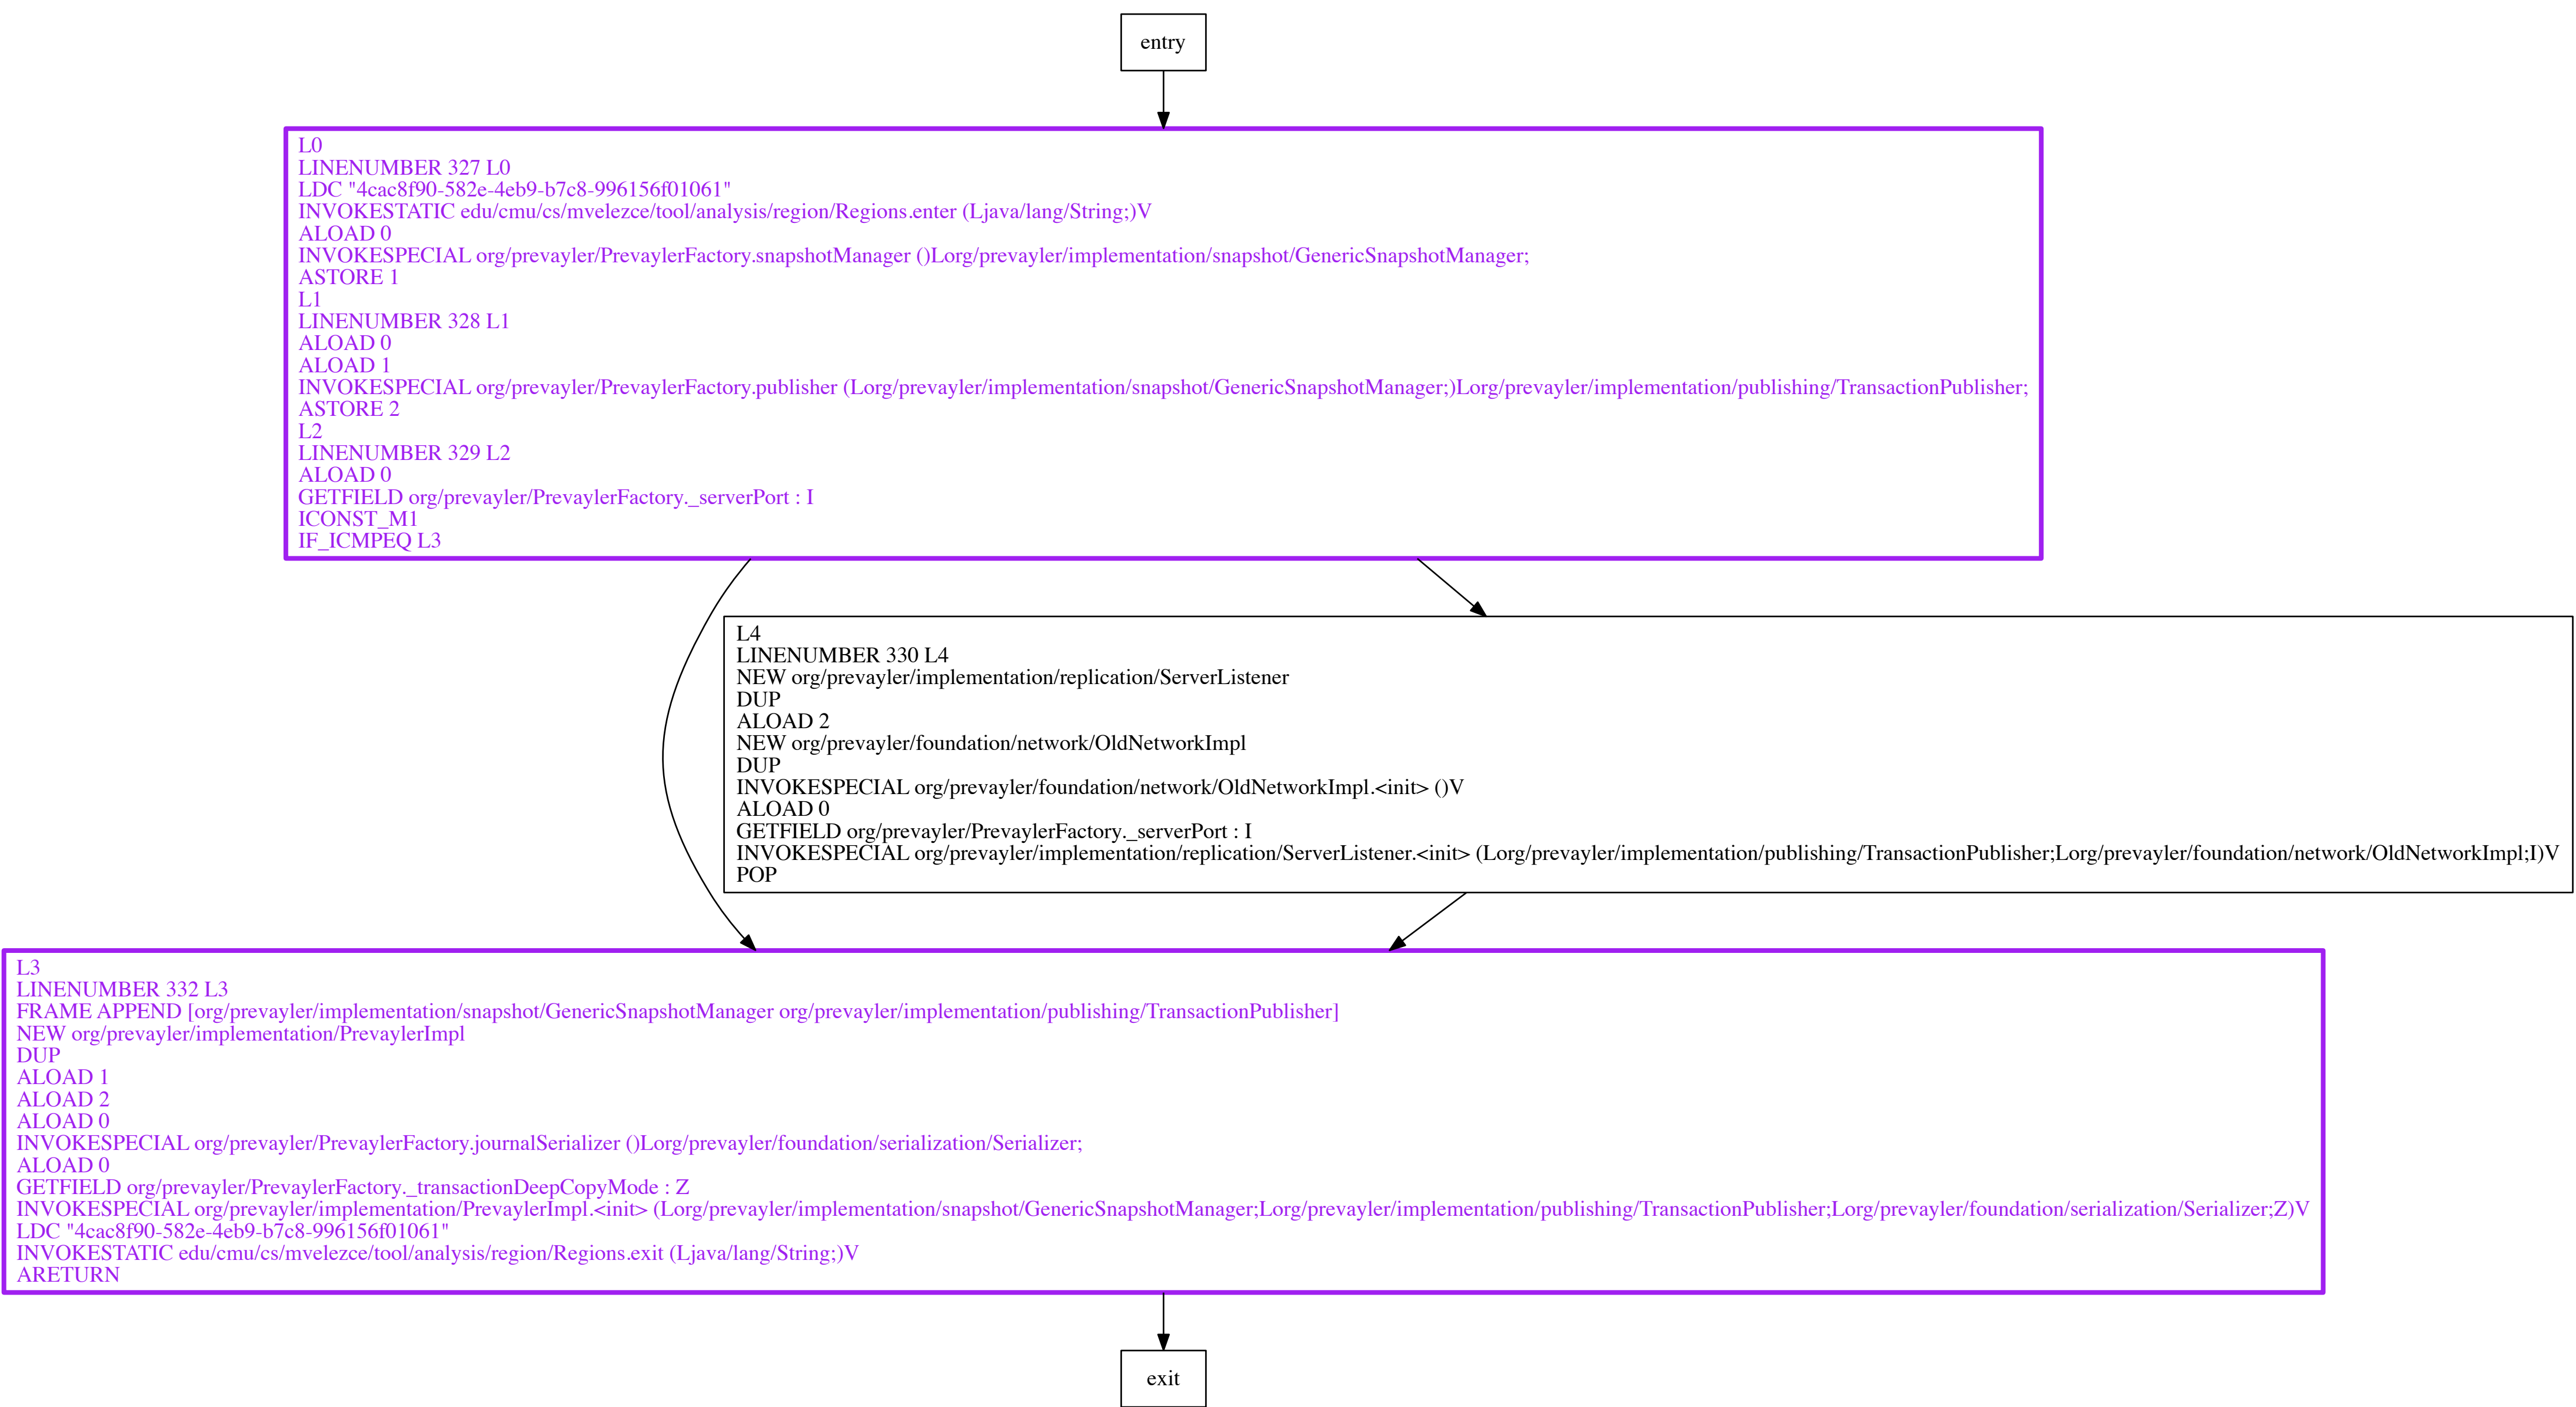 entry
L0
LINENUMBER 327 L0
LDC "4cac8f90-582e-4eb9-b7c8-996156f01061"
INVOKESTATIC edu/cmu/cs/mvelezce/tool/analysis/region/Regions.enter (Ljava/lang/String;)V
ALOAD 0
INVOKESPECIAL org/prevayler/PrevaylerFactory.snapshotManager ()Lorg/prevayler/implementation/snapshot/GenericSnapshotManager;
ASTORE 1
L1
LINENUMBER 328 L1
ALOAD 0
ALOAD 1
INVOKESPECIAL org/prevayler/PrevaylerFactory.publisher (Lorg/prevayler/implementation/snapshot/GenericSnapshotManager;)Lorg/prevayler/implementation/publishing/TransactionPublisher;
ASTORE 2
L2
LINENUMBER 329 L2
ALOAD 0
GETFIELD org/prevayler/PrevaylerFactory._serverPort : I
ICONST_M1
IF_ICMPEQ L3
L4
LINENUMBER 330 L4
NEW org/prevayler/implementation/replication/ServerListener
DUP
ALOAD 2
NEW org/prevayler/foundation/network/OldNetworkImpl
DUP
INVOKESPECIAL org/prevayler/foundation/network/OldNetworkImpl.<init> ()V
ALOAD 0
GETFIELD org/prevayler/PrevaylerFactory._serverPort : I
INVOKESPECIAL org/prevayler/implementation/replication/ServerListener.<init> (Lorg/prevayler/implementation/publishing/TransactionPublisher;Lorg/prevayler/foundation/network/OldNetworkImpl;I)V
POP
L3
LINENUMBER 332 L3
FRAME APPEND [org/prevayler/implementation/snapshot/GenericSnapshotManager org/prevayler/implementation/publishing/TransactionPublisher]
NEW org/prevayler/implementation/PrevaylerImpl
DUP
ALOAD 1
ALOAD 2
ALOAD 0
INVOKESPECIAL org/prevayler/PrevaylerFactory.journalSerializer ()Lorg/prevayler/foundation/serialization/Serializer;
ALOAD 0
GETFIELD org/prevayler/PrevaylerFactory._transactionDeepCopyMode : Z
INVOKESPECIAL org/prevayler/implementation/PrevaylerImpl.<init> (Lorg/prevayler/implementation/snapshot/GenericSnapshotManager;Lorg/prevayler/implementation/publishing/TransactionPublisher;Lorg/prevayler/foundation/serialization/Serializer;Z)V
LDC "4cac8f90-582e-4eb9-b7c8-996156f01061"
INVOKESTATIC edu/cmu/cs/mvelezce/tool/analysis/region/Regions.exit (Ljava/lang/String;)V
ARETURN
exit